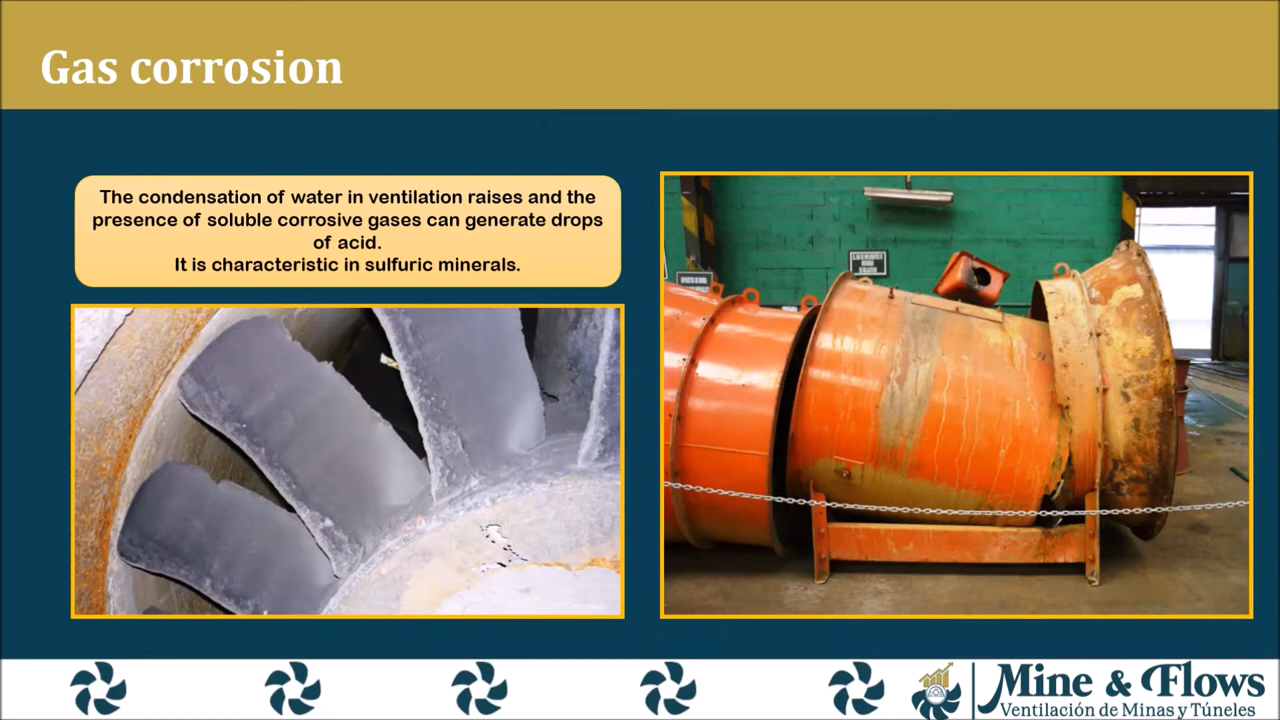 Gas corrosion
The condensation of water in ventilation raises and the
presence of soluble corrosive gases can generate drops
of acid.
It is characteristic in sulfuric minerals.
Mine & Flows
Ventilación de Minas y Túneles